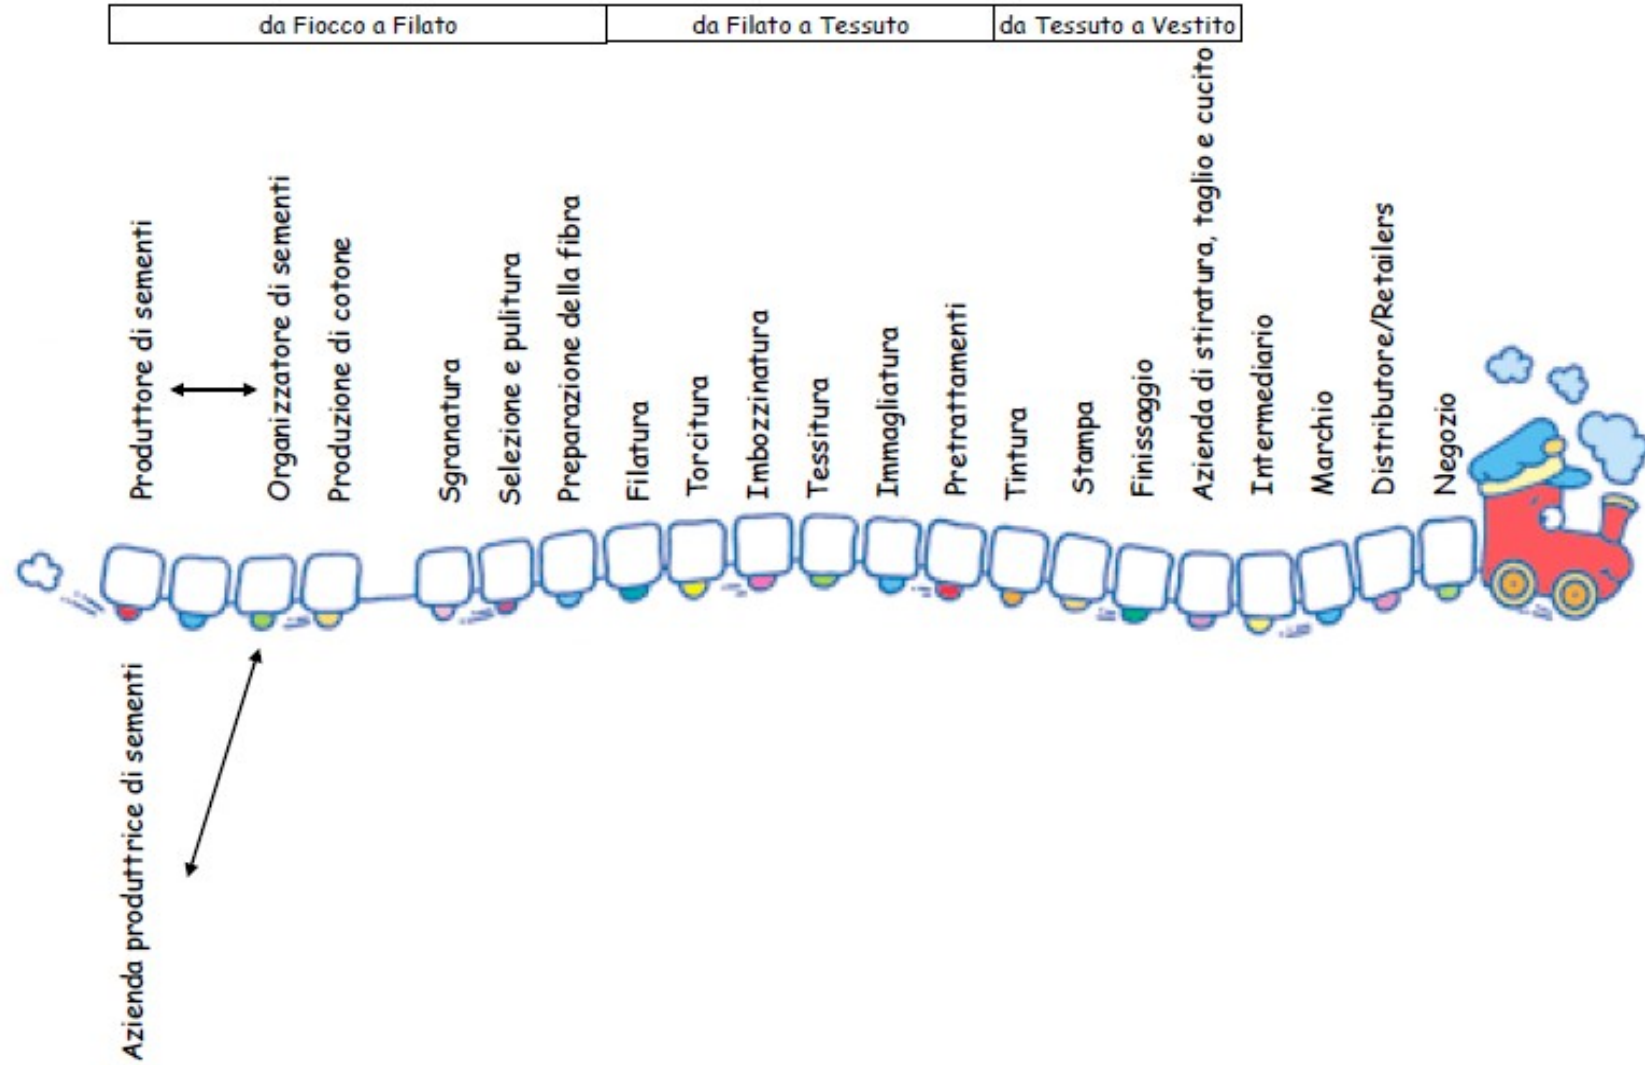 da Fiocco a Filato
da Filato a Tessuto
da Tessuto a Vestito
Produttore di sementi
Organizzatore di sementi
Produzione di cotone
Sgranatura
Selezione e pulitura
Preparazione della fibra
Filatura
Torcitura
Imbozzinatura
Tessitura
Immagliatura
Pretrattamenti
Tintura
Stampa
Finissaggio
Azienda di stiratura, taglio e cucito
Intermediario
Marchio
Distributore/Retailers
Negozio
Azienda produttrice di sementi